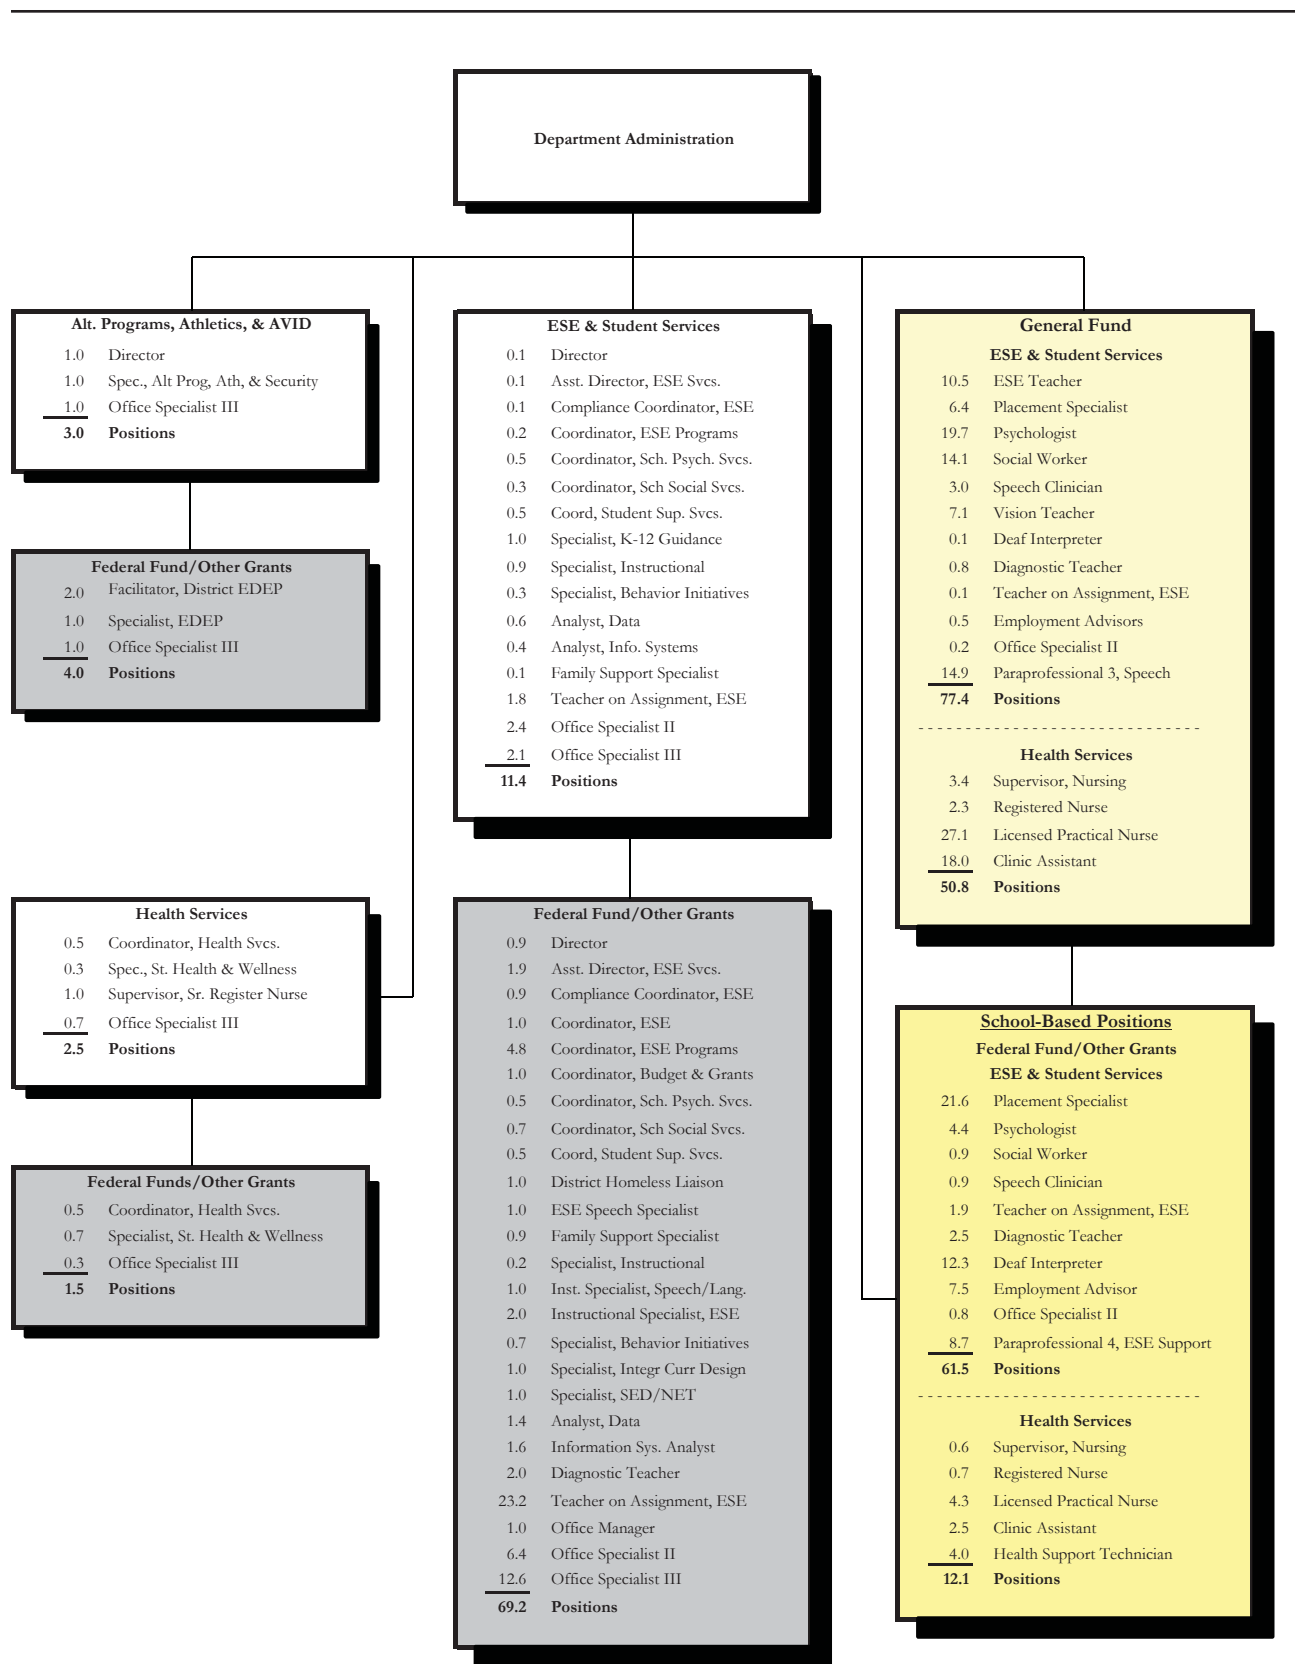 Department Administration
Alt. Programs, Athletics, & AVID
1.0 Director
1.0 Spec., Alt Prog, Ath, & Security
1.0 Office Specialist III
3.0 Positions
Federal Fund/Other Grants
2.0 Facilitator, District EDEP
1.0 Specialist, EDEP
1.0 Office Specialist III
4.0 Positions
Health Services
0.5 Coordinator, Health Svcs.
0.3 Spec., St. Health & Wellness
1.0 Supervisor, Sr. Register Nurse
0.7 Office Specialist III
2.5 Positions
Federal Funds/Other Grants
0.5 Coordinator, Health Svcs.
0.7 Specialist, St. Health & Wellness
0.3 Office Specialist III
1.5 Positions
ESE & Student Services
0.1 Director
0.1 Asst. Director, ESE Svcs.
0.1 Compliance Coordinator, ESE
0.2 Coordinator, ESE Programs
0.5 Coordinator, Sch. Psych. Svcs.
0.3 Coordinator, Sch Social Svcs.
0.5 Coord, Student Sup. Svcs.
1.0 Specialist, K-12 Guidance
0.9 Specialist, Instructional
0.3 Specialist, Behavior Initiatives
0.6 Analyst, Data
0.4 Analyst, Info. Systems
0.1 Family Support Specialist
1.8 Teacher on Assignment, ESE
2.4 Office Specialist II
2.1 Office Specialist III
11.4 Positions
Federal Fund/Other Grants
0.9 Director
1.9 Asst. Director, ESE Svcs.
0.9 Compliance Coordinator, ESE
1.0 Coordinator, ESE
4.8 Coordinator, ESE Programs
1.0 Coordinator, Budget & Grants
0.5 Coordinator, Sch. Psych. Svcs.
0.7 Coordinator, Sch Social Svcs.
0.5 Coord, Student Sup. Svcs.
1.0 District Homeless Liaison
1.0 ESE Speech Specialist
0.9 Family Support Specialist
0.2 Specialist, Instructional
1.0 Inst. Specialist, Speech/Lang.
2.0 Instructional Specialist, ESE
0.7 Specialist, Behavior Initiatives
1.0 Specialist, Integr Curr Design
1.0 Specialist, SED/NET
1.4 Analyst, Data
1.6 Information Sys. Analyst
2.0 Diagnostic Teacher
23.2 Teacher on Assignment, ESE
1.0 Office Manager
6.4 Office Specialist II
12.6 Office Specialist III
69.2 Positions
General Fund
ESE & Student Services
10.5 ESE Teacher
6.4 Placement Specialist
19.7 Psychologist
14.1 Social Worker
3.0 Speech Clinician
7.1 Vision Teacher
0.1 Deaf Interpreter
0.8 Diagnostic Teacher
0.1 Teacher on Assignment, ESE
0.5 Employment Advisors
0.2 Office Specialist II
14.9 Paraprofessional 3, Speech
77.4 Positions
Health Services
3.4 Supervisor, Nursing
2.3 Registered Nurse
27.1 Licensed Practical Nurse
18.0 Clinic Assistant
50.8 Positions
School-Based Positions
Federal Fund/Other Grants
ESE & Student Services
21.6 Placement Specialist
4.4 Psychologist
0.9 Social Worker
0.9 Speech Clinician
1.9 Teacher on Assignment, ESE
2.5 Diagnostic Teacher
12.3 Deaf Interpreter
7.5 Employment Advisor
0.8 Office Specialist II
8.7 Paraprofessional 4, ESE Support
61.5 Positions
Health Services
0.6 Supervisor, Nursing
0.7 Registered Nurse
4.3 Licensed Practical Nurse
2.5 Clinic Assistant
4.0 Health Support Technician
12.1 Positions